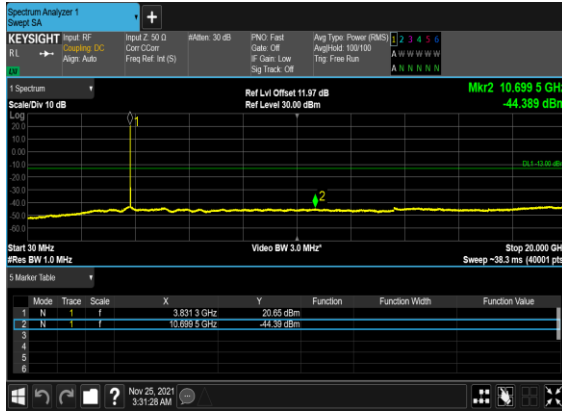 Spectrum Analyzer 1
Swept SA
+
KEYSIGHT Input: RF Input Z: 50 Ω #Atten: 30 dB PNO: Fast Avg Type: Power (RMS) 1 2 3 4 5 6
RL Coupling: DC Corr CCorr Gate: Off Avg|Hold: 100/100 A W W W W W
Align: Auto Freq Ref: Int (S) IF Gain: Low Trig: Free Run
Sig Track: Off A N N N N N
LU
1 Spectrum Ref Lvl Offset 11.97 dB Mkr2 10.699 5 GHz
Scale/Div 10 dB Ref Level 30.00 dBm -44.389 dBm
Log
1
20.0
10.0
0.00
-10.0
DL1 -13.00 dBm
-20.0
-30.0
2
-40.0
-50.0
-60.0
Start 30 MHz Video BW 3.0 MHz* Stop 20.000 GH
#Res BW 1.0 MHz Sweep ~38.3 ms (40001 pts
5 Marker Table
Mode Trace Scale X Y Function Function Width Function Value
1 N 1 f 3.831 3 GHz 20.65 dBm
2 N 1 f 10.699 5 GHz -44.39 dBm
3
4
5
6
? Nov 25, 2021
3:31:28 AM